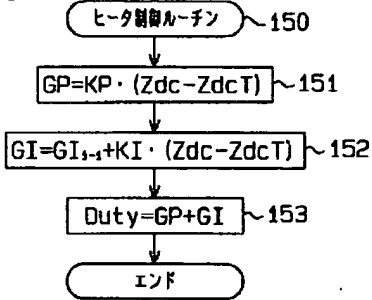 ヒータ制御ルーチン 150
GP=KP·(Zdc-ZdcT) 151
GI=GIi-1+KI·(Zdc-ZdcT) 152
Duty=GP+GI 153
エンド